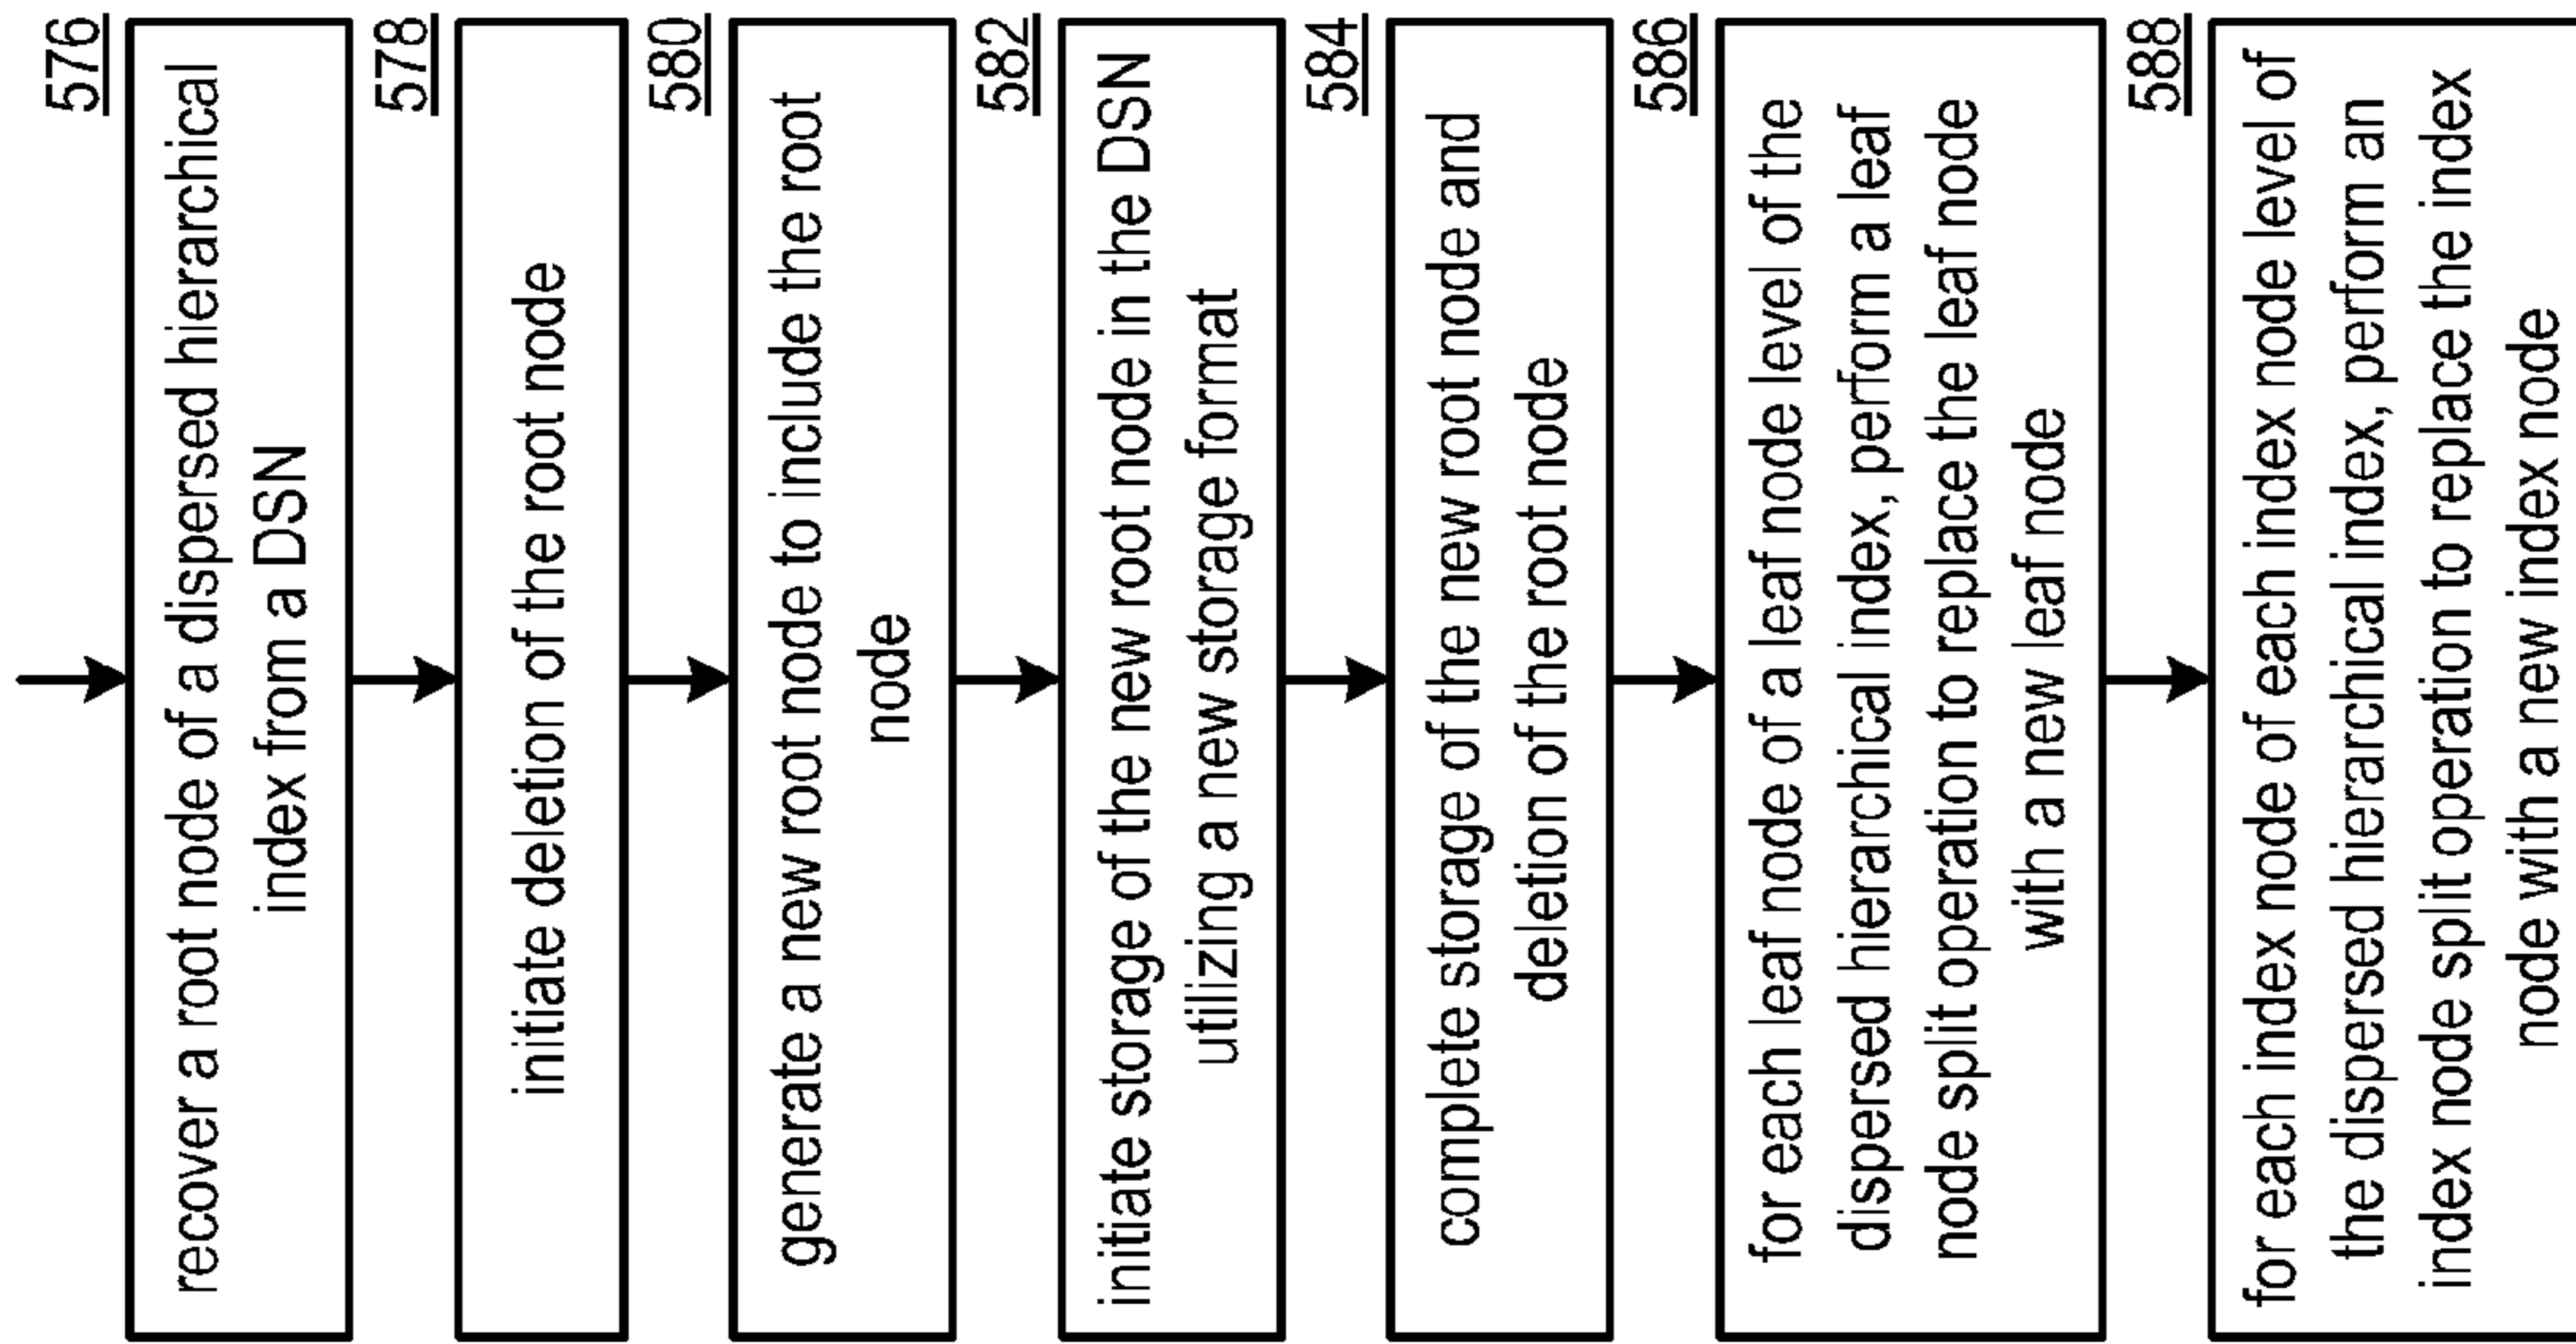 576
recover a root node of a dispersed hierarchical
index from a DSN
578
initiate deletion of the root node
580
generate a new root node to include the root
node
582
initiate storage of the new root node in the DSN
utilizing a new storage format
584
complete storage of the new root node and
deletion of the root node
586
for each leaf node of a leaf node level of the
dispersed hierarchical index, perform a leaf
node split operation to replace the leaf node
with a new leaf node
588
for each index node of each index node level of
the dispersed hierarchical index, perform an
index node split operation to replace the index
node with a new index node